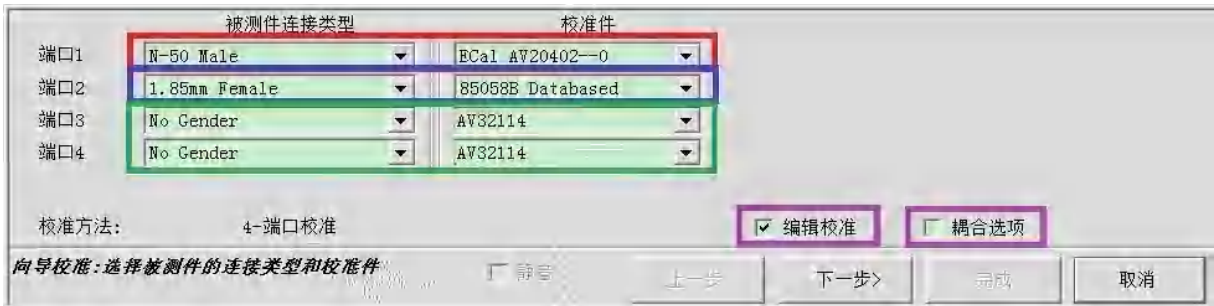 被测件连接类型 校准件
端口1 N-50 Male ECal AV20402--0
端口2 1.85mm Female 85058B Databased
端口3 No Gender AV32114
端口4 No Gender AV32114
校准方法: 4-端口校准 编辑校准 耦合选项
向导校准:选择被测件的连接类型和校准件 静音 上一步 下一步> 完成 取消